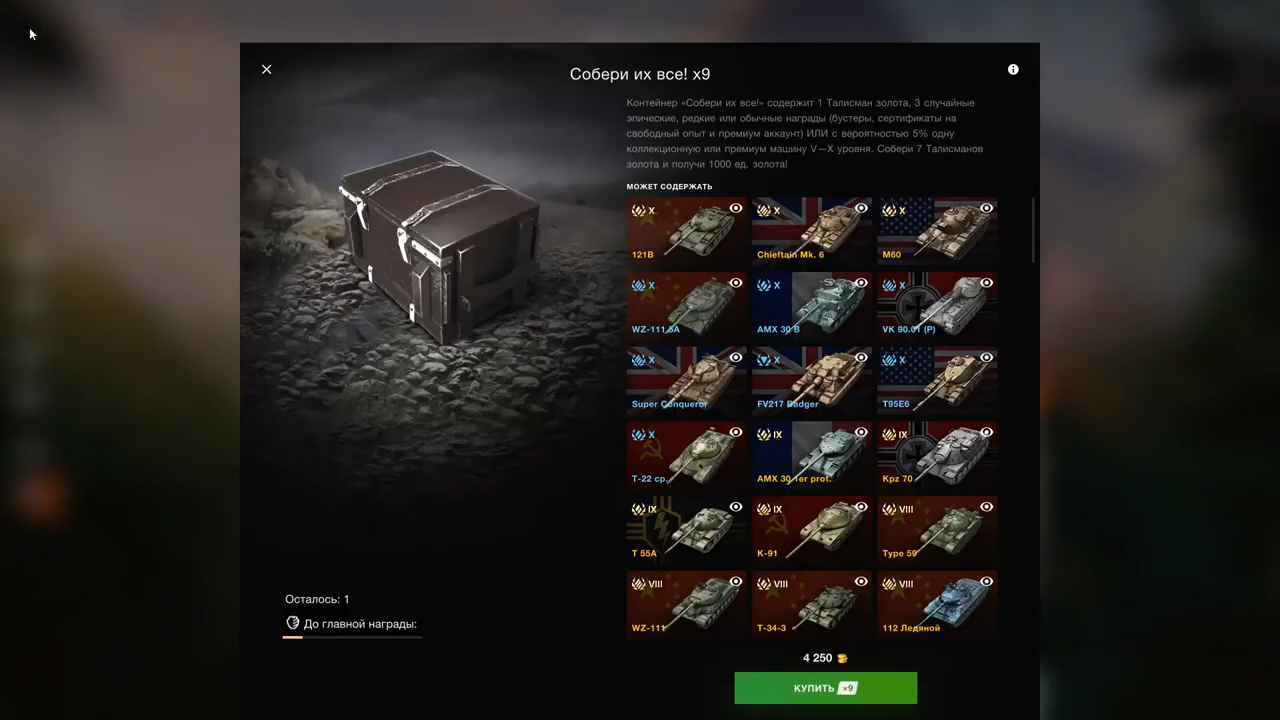 Собери их все! x9
Контейнер «Собери их все!» содержит 1 Талисман золота, 3 случайные
эпические, редкие или обычные награды (бустеры, сертификаты на
свободный опыт и премиум аккаунт) ИЛИ с вероятностью 5% одну
коллекционную или премиум машину V—X уровня. Собери 7 Талисманов
золота и получи 1000 ед. золота!
МОЖЕТ СОДЕРЖАТЬ
X X X
121B Chieftain Mk. 6 M60
X X X
WZ-111 5A AMX 30 B VK 90.01 (P)
X X X
Super Conqueror FV217 Badger T95E6
X IX IX
Т-22 ср. AMX 30 1er prot. Kpz 70
IX IX VIII
T 55A К-91 Type 59
VIII VIII VIII
WZ-111 T-34-3 112 Ледяной
Осталось: 1
До главной награды:
4 250
КУПИТЬ x9